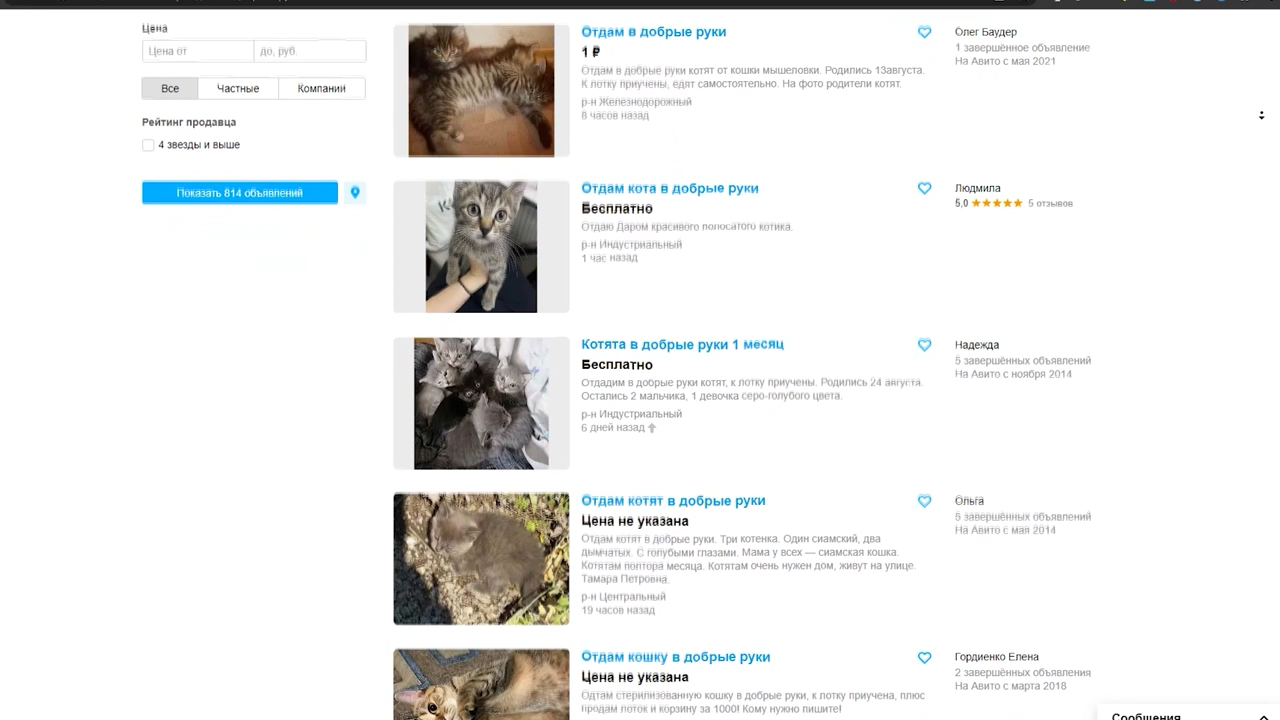 Цена
Цена от
до, руб.
Все
Частные
Компании
Рейтинг продавца
4 звезды и выше
Показать 814 объявлений
Отдам в добрые руки
1 ₽
Отдам в добрые руки котят от кошки мышеловки. Родились 13августа.
К лотку приучены, едят самостоятельно. На фото родители котят.
р-н Железнодорожный
8 часов назад
Олег Баудер
1 завершённое объявление
На Авито с мая 2021
Отдам кота в добрые руки
Бесплатно
Отдаю Даром красивого полосатого котика.
р-н Индустриальный
1 час назад
Людмила
5,0 5 отзывов
Котята в добрые руки 1 месяц
Бесплатно
Отдадим в добрые руки котят, к лотку приучены. Родились 24 августа.
Остались 2 мальчика, 1 девочка серо-голубого цвета.
р-н Индустриальный
6 дней назад
Надежда
5 завершённых объявлений
На Авито с ноября 2014
Отдам котят в добрые руки
Цена не указана
Отдам котят в добрые руки. Три котенка. Один сиамский, два
дымчатых. С голубыми глазами. Мама у всех — сиамская кошка.
Котятам полтора месяца. Котятам очень нужен дом, живут на улице.
Тамара Петровна.
р-н Центральный
19 часов назад
Ольга
5 завершённых объявлений
На Авито с мая 2014
Отдам кошку в добрые руки
Цена не указана
Одтам стерилизованную кошку в добрые руки, к лотку приучена, плюс
продам лоток и корзину за 1000! Кому нужно пишите!
Гордиенко Елена
2 завершённых объявления
На Авито с марта 2018
Сообщения